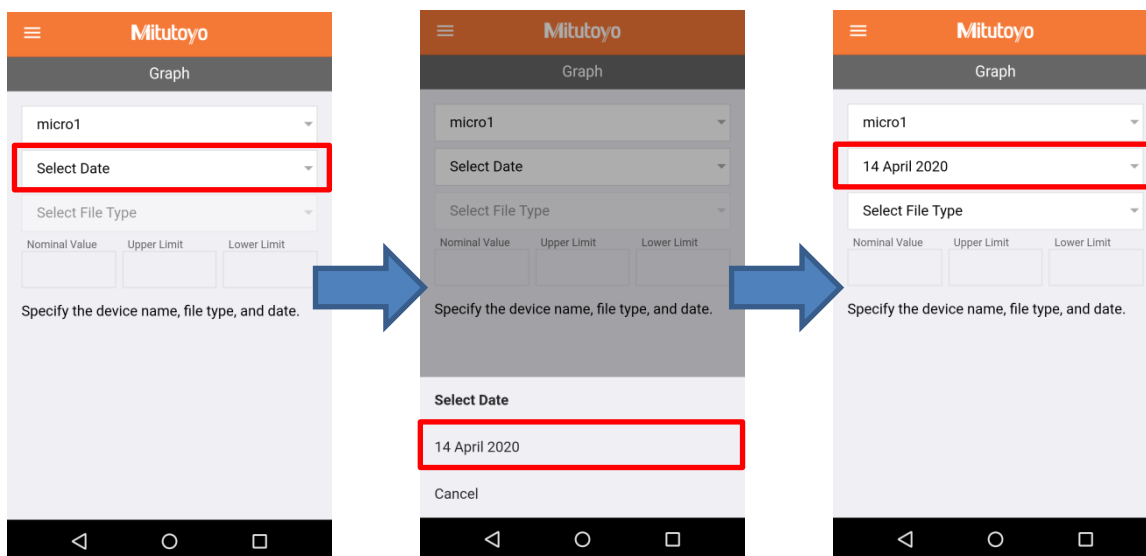 Mitutoyo
Graph
micro1
Select Date
Select File Type
Nominal Value Upper Limit Lower Limit
Specify the device name, file type, and date.
Mitutoyo
Graph
micro1
Select Date
Select File Type
Nominal Value Upper Limit Lower Limit
Specify the device name, file type, and date.
Select Date
14 April 2020
Cancel
Mitutoyo
Graph
micro1
14 April 2020
Select File Type
Nominal Value Upper Limit Lower Limit
Specify the device name, file type, and date.